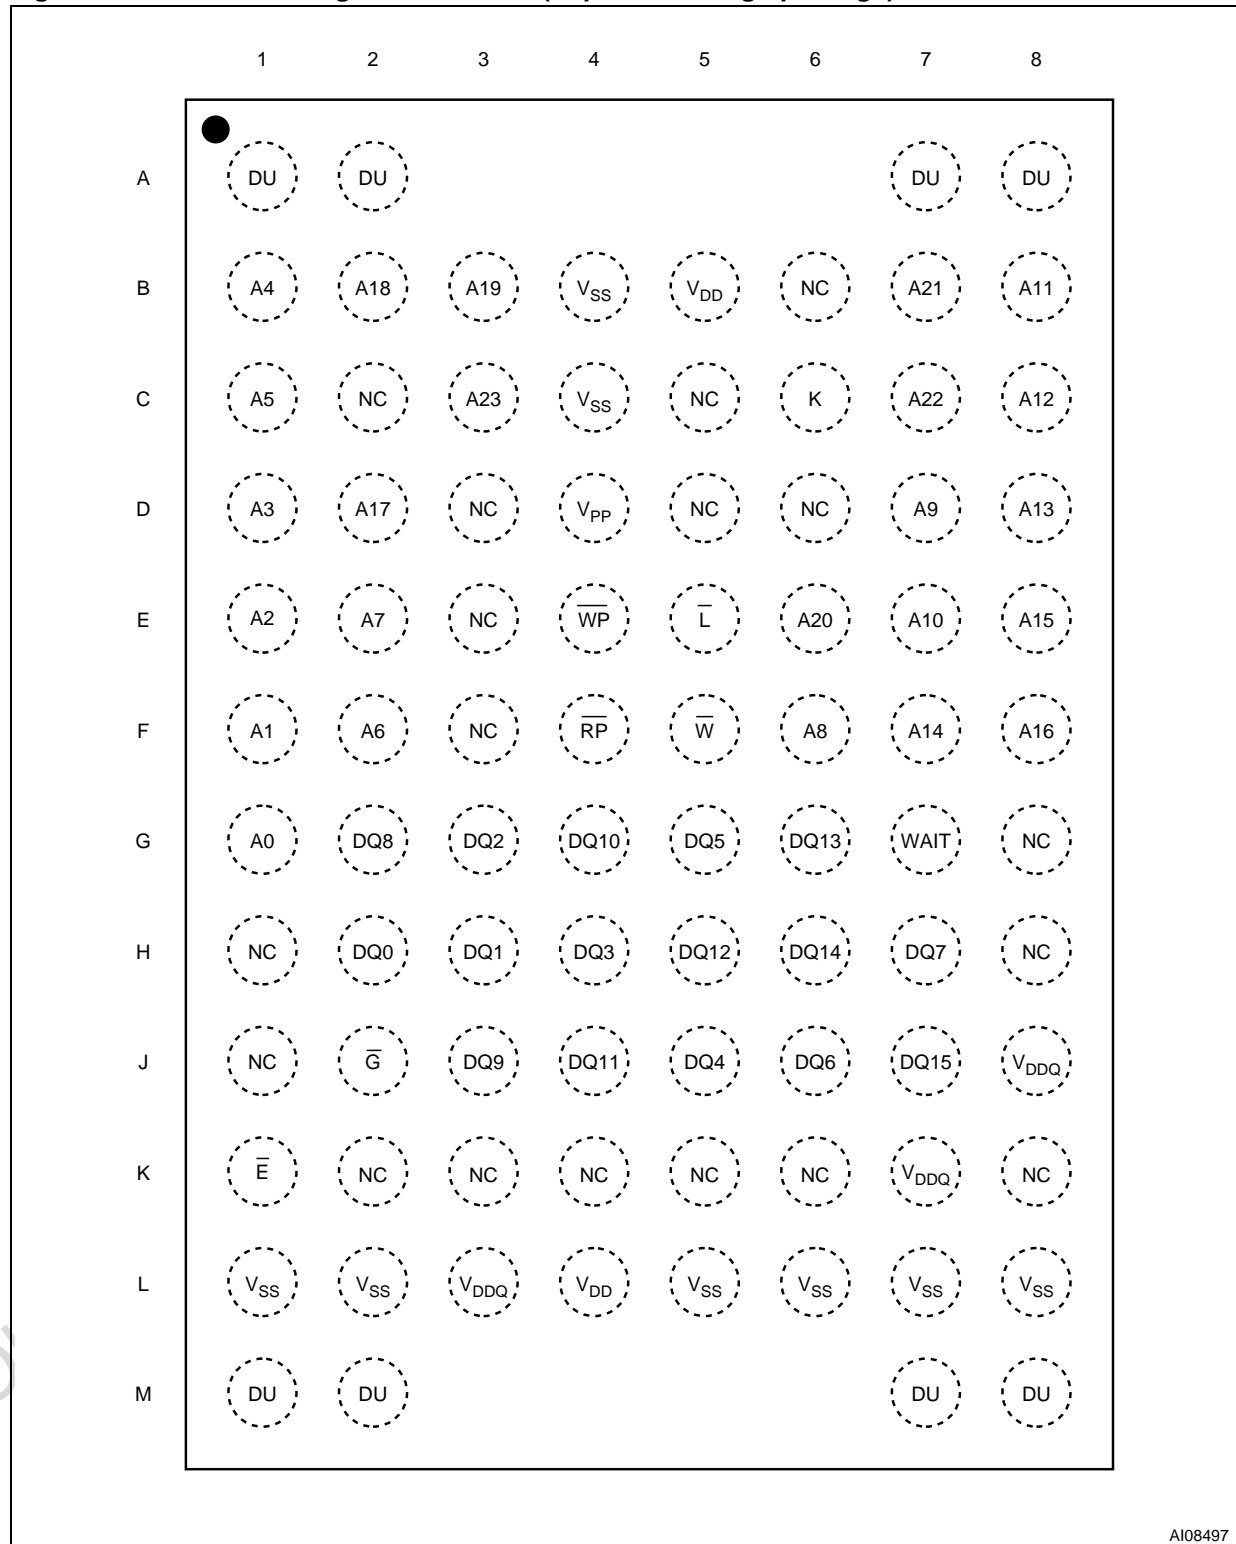 1 2 3 4 5 6 7 8
A DU DU DU DU
B A4 A18 A19 VSS VDD NC A21 A11
C A5 NC A23 VSS NC K A22 A12
D A3 A17 NC VPP NC NC A9 A13
E A2 A7 NC W̅P̅ L̅ A20 A10 A15
F A1 A6 NC R̅P̅ W̅ A8 A14 A16
G A0 DQ8 DQ2 DQ10 DQ5 DQ13 WAIT NC
H NC DQ0 DQ1 DQ3 DQ12 DQ14 DQ7 NC
J NC G̅ DQ9 DQ11 DQ4 DQ6 DQ15 VDDQ
K E̅ NC NC NC NC NC VDDQ NC
L VSS VSS VDDQ VDD VSS VSS VSS VSS
M DU DU DU DU
AI08497